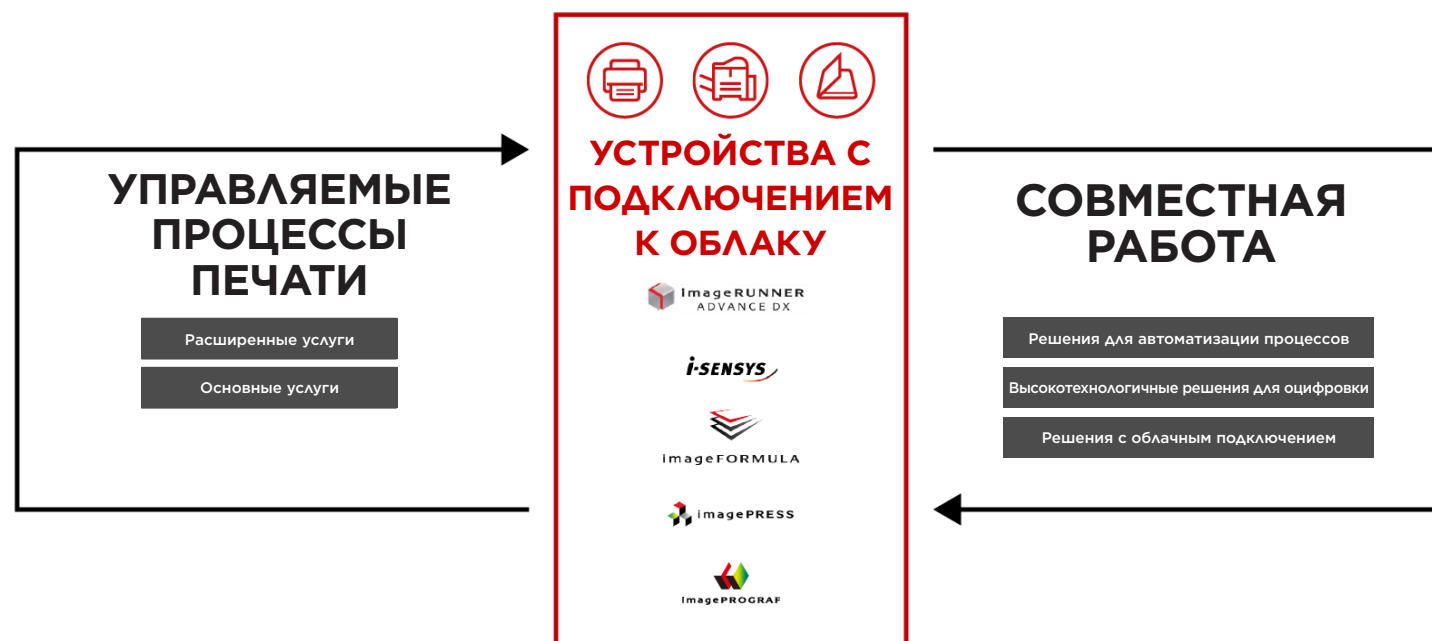 УПРАВЛЯЕМЫЕ
ПРОЦЕССЫ
ПЕЧАТИ
Расширенные услуги
Основные услуги
УСТРОЙСТВА С
ПОДКЛЮЧЕНИЕМ
К ОБЛАКУ
imageRUNNER
ADVANCE DX
i-SENSYS
imageFORMULA
imagePRESS
imagePROGRAF
СОВМЕСТНАЯ
РАБОТА
Решения для автоматизации процессов
Высокотехнологичные решения для оцифровки
Решения с облачным подключением